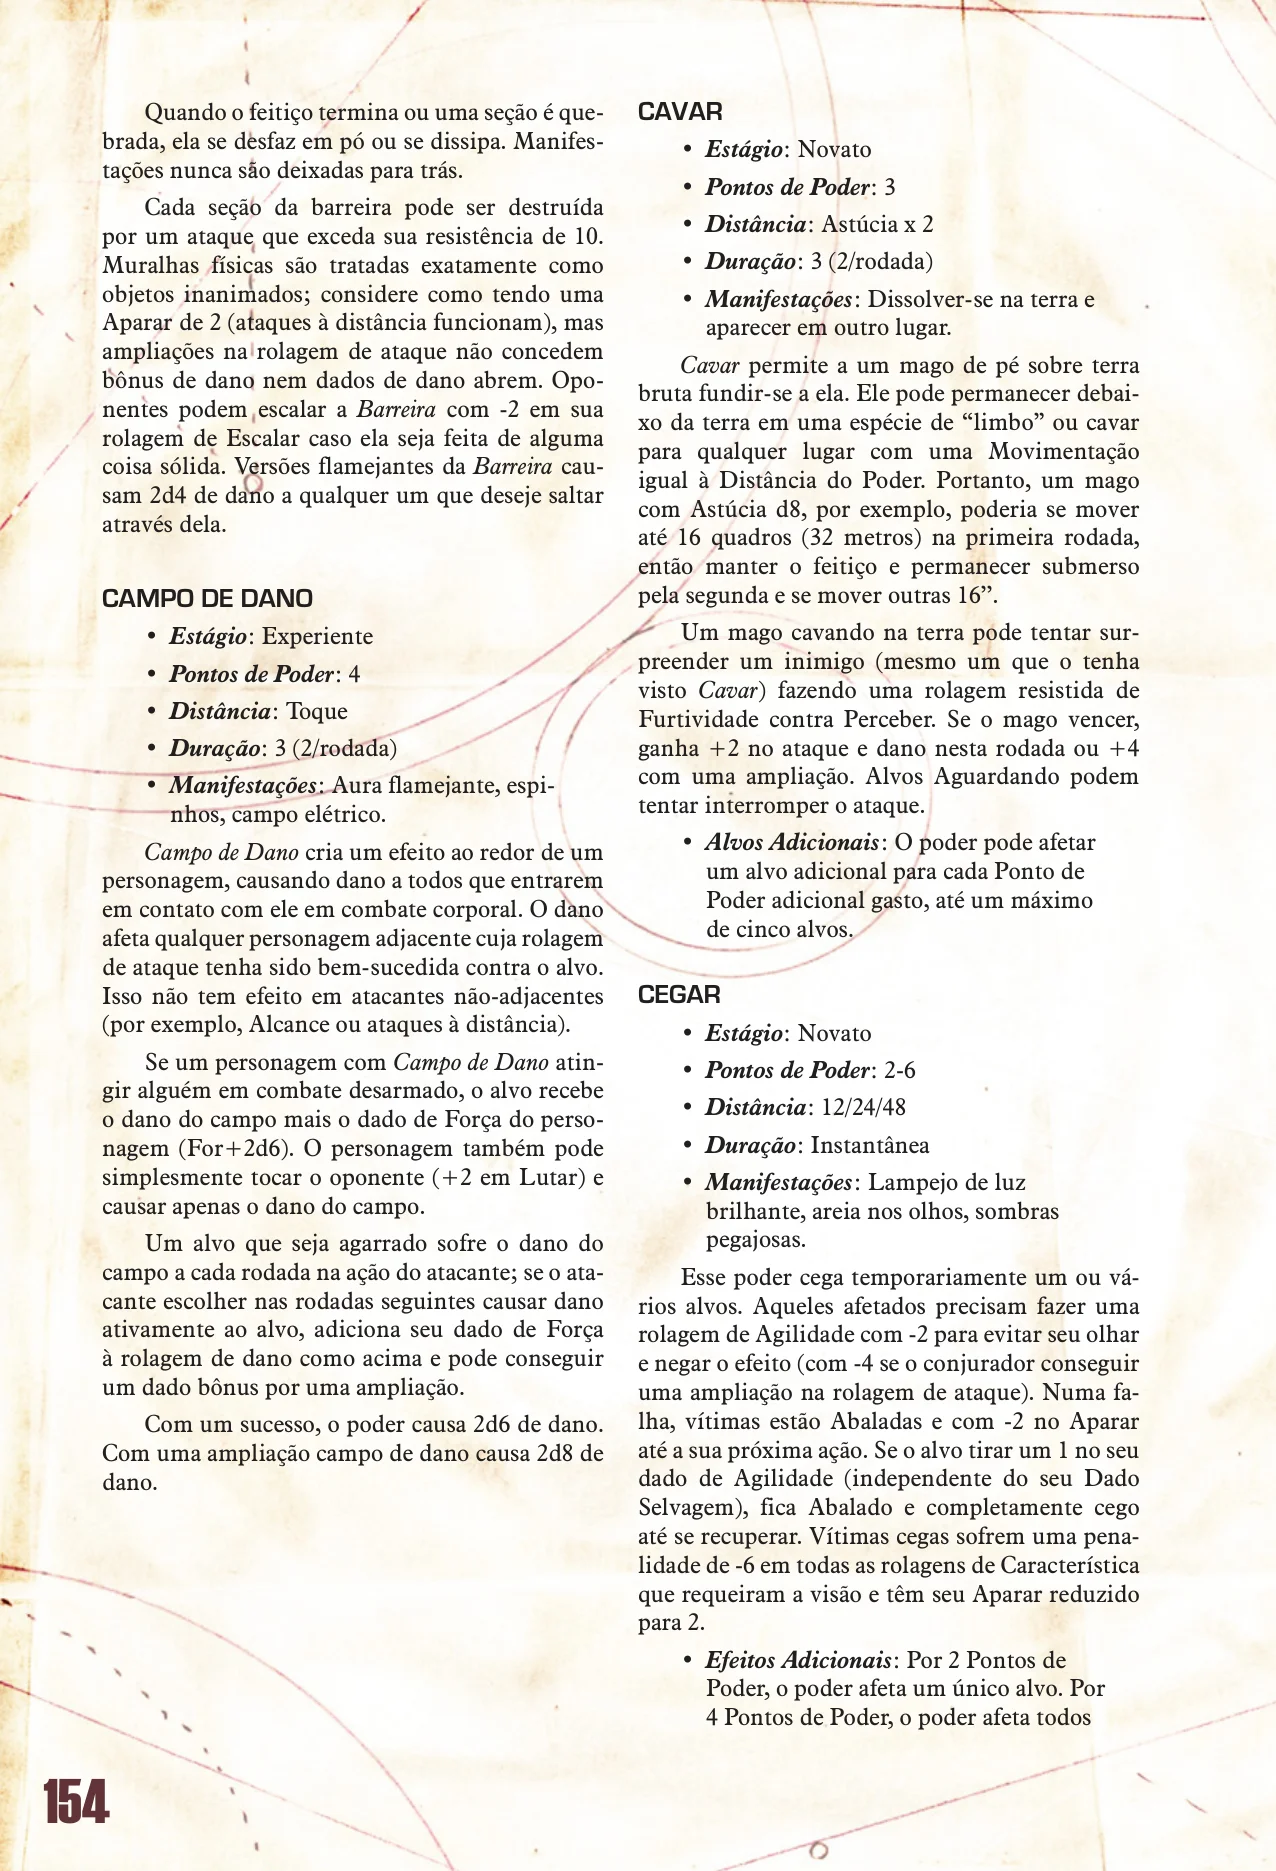 Quando o feitiço termina ou uma seção é que-
brada, ela se desfaz em pó ou se dissipa. Manifes-
tações nunca são deixadas para trás.
Cada seção da barreira pode ser destruída
por um ataque que exceda sua resistência de 10.
Muralhas físicas são tratadas exatamente como
objetos inanimados; considere como tendo uma
Aparar de 2 (ataques à distância funcionam), mas
ampliações na rolagem de ataque não concedem
bônus de dano nem dados de dano abrem. Opo-
nentes podem escalar a Barreira com -2 em sua
rolagem de Escalar caso ela seja feita de alguma
coisa sólida. Versões flamejantes da Barreira cau-
sam 2d4 de dano a qualquer um que deseje saltar
através dela.
CAMPO DE DANO
• Estágio: Experiente
• Pontos de Poder: 4
• Distância: Toque
• Duração: 3 (2/rodada)
• Manifestações: Aura flamejante, espi-
nhos, campo elétrico.
Campo de Dano cria um efeito ao redor de um
personagem, causando dano a todos que entrarem
em contato com ele em combate corporal. O dano
afeta qualquer personagem adjacente cuja rolagem
de ataque tenha sido bem-sucedida contra o alvo.
Isso não tem efeito em atacantes não-adjacentes
(por exemplo, Alcance ou ataques à distância).
Se um personagem com Campo de Dano atin-
gir alguém em combate desarmado, o alvo recebe
o dano do campo mais o dado de Força do perso-
nagem (For+2d6). O personagem também pode
simplesmente tocar o oponente (+2 em Lutar) e
causar apenas o dano do campo.
Um alvo que seja agarrado sofre o dano do
campo a cada rodada na ação do atacante; se o ata-
cante escolher nas rodadas seguintes causar dano
ativamente ao alvo, adiciona seu dado de Força
à rolagem de dano como acima e pode conseguir
um dado bônus por uma ampliação.
Com um sucesso, o poder causa 2d6 de dano.
Com uma ampliação campo de dano causa 2d8 de
dano.
CAVAR
• Estágio: Novato
• Pontos de Poder: 3
• Distância: Astúcia x 2
• Duração: 3 (2/rodada)
• Manifestações: Dissolver-se na terra e
aparecer em outro lugar.
Cavar permite a um mago de pé sobre terra
bruta fundir-se a ela. Ele pode permanecer debai-
xo da terra em uma espécie de “limbo” ou cavar
para qualquer lugar com uma Movimentação
igual à Distância do Poder. Portanto, um mago
com Astúcia d8, por exemplo, poderia se mover
até 16 quadros (32 metros) na primeira rodada,
então manter o feitiço e permanecer submerso
pela segunda e se mover outras 16”.
Um mago cavando na terra pode tentar sur-
preender um inimigo (mesmo um que o tenha
visto Cavar) fazendo uma rolagem resistida de
Furtividade contra Perceber. Se o mago vencer,
ganha +2 no ataque e dano nesta rodada ou +4
com uma ampliação. Alvos Aguardando podem
tentar interromper o ataque.
• Alvos Adicionais: O poder pode afetar
um alvo adicional para cada Ponto de
Poder adicional gasto, até um máximo
de cinco alvos.
CEGAR
• Estágio: Novato
• Pontos de Poder: 2-6
• Distância: 12/24/48
• Duração: Instantânea
• Manifestações: Lampejo de luz
brilhante, areia nos olhos, sombras
pegajosas.
Esse poder cega temporariamente um ou vá-
rios alvos. Aqueles afetados precisam fazer uma
rolagem de Agilidade com -2 para evitar seu olhar
e negar o efeito (com -4 se o conjurador conseguir
uma ampliação na rolagem de ataque). Numa fa-
lha, vítimas estão Abaladas e com -2 no Aparar
até a sua próxima ação. Se o alvo tirar um 1 no seu
dado de Agilidade (independente do seu Dado
Selvagem), fica Abalado e completamente cego
até se recuperar. Vítimas cegas sofrem uma pena-
lidade de -6 em todas as rolagens de Característica
que requeiram a visão e têm seu Aparar reduzido
para 2.
• Efeitos Adicionais: Por 2 Pontos de
Poder, o poder afeta um único alvo. Por
4 Pontos de Poder, o poder afeta todos
154